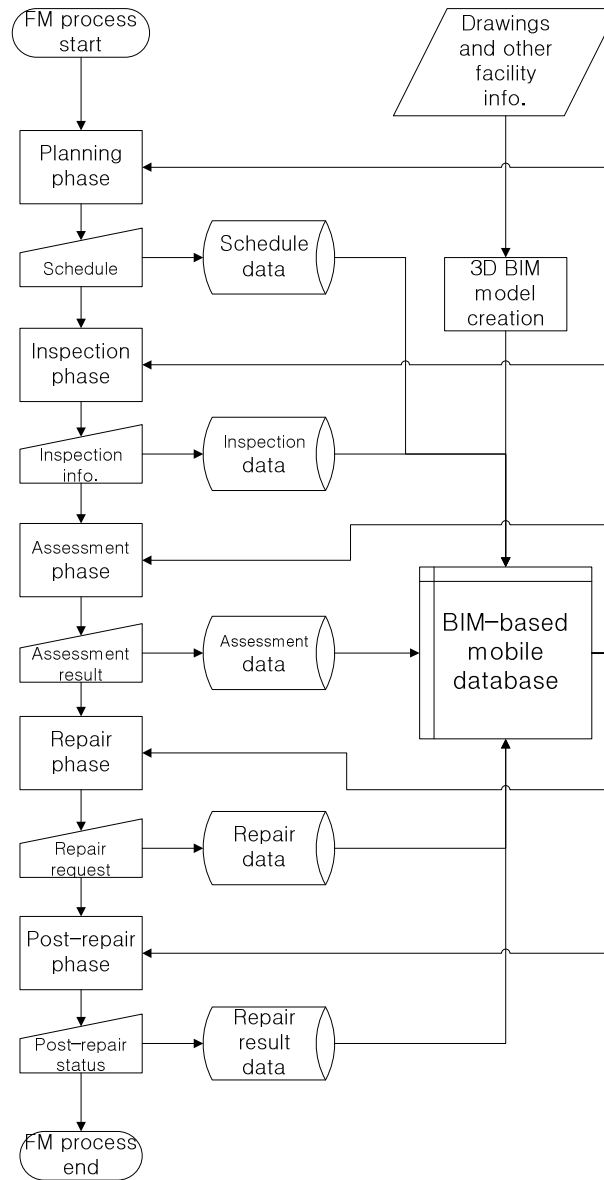 FM process
start
Drawings
and other
facility
info.
Planning
phase
Schedule
Schedule
data
3D BIM
model
creation
Inspection
phase
Inspection
info.
Inspection
data
Assessment
phase
Assessment
result
Assessment
data
BIM-based
mobile
database
Repair
phase
Repair
request
Repair
data
Post-repair
phase
Post-repair
status
Repair
result
data
FM process
end